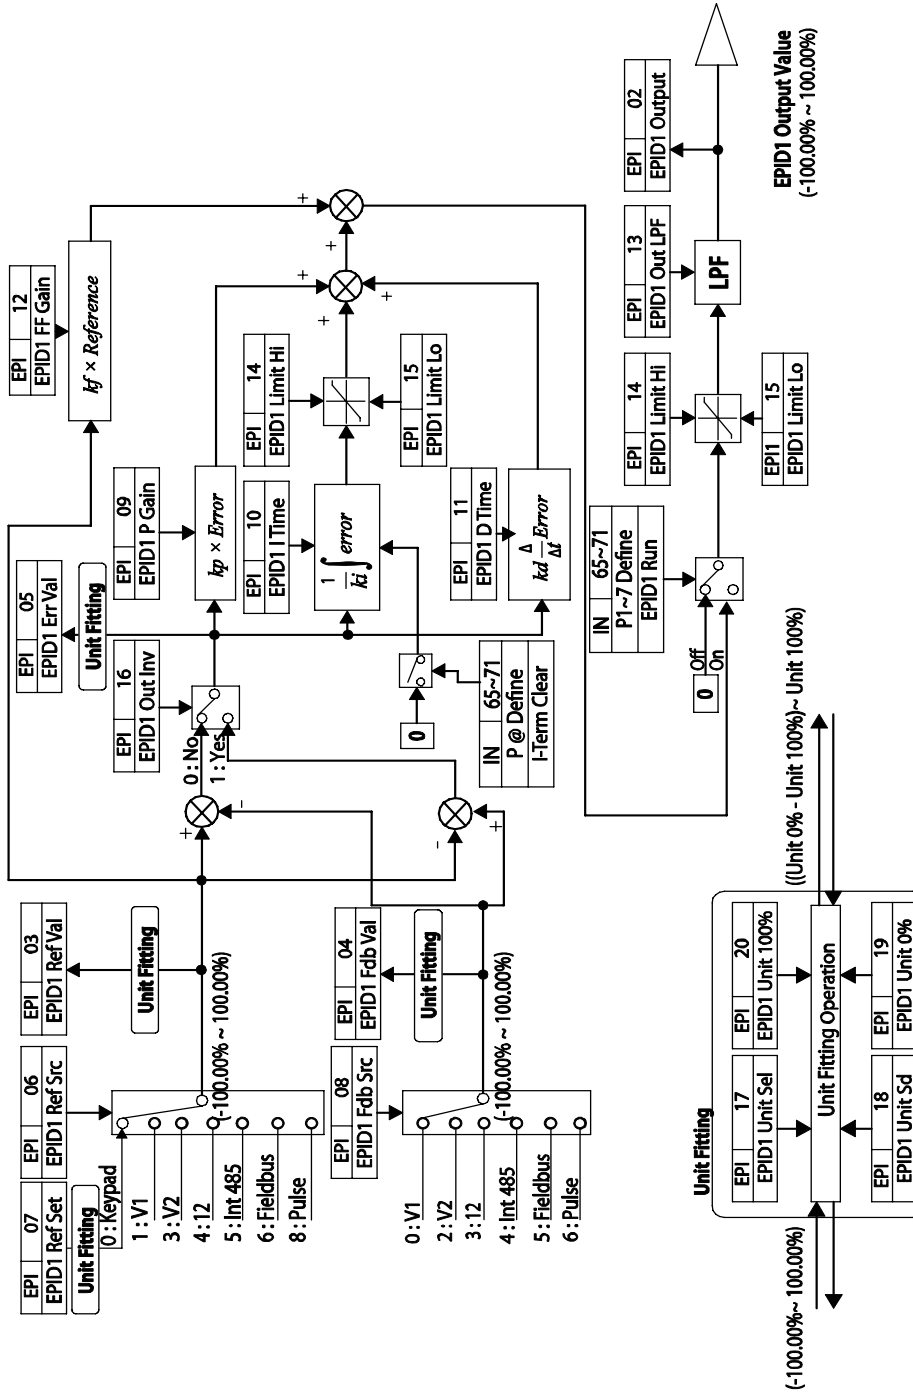 EPI 07
EPID1 Ref Set
Unit Fitting
EPI 06
EPID1 Ref Src
EPI 03
EPID1 Ref Val
Unit Fitting
0 : Keypad
1 : V1
3 : V2
4 : 12
5 : Int 485
6 : Fieldbus
8 : Pulse
(-100.00% ~ 100.00%)
EPI 08
EPID1 Fdb Src
EPI 04
EPID1 Fdb Val
Unit Fitting
0 : V1
2 : V2
3 : 12
4 : Int 485
5 : Fieldbus
6 : Pulse
(-100.00% ~ 100.00%)
+
-
-
+
0 : No
1 : Yes
EPI 16
EPID1 Out Inv
EPI 05
EPID1 Err Val
Unit Fitting
EPI 12
EPID1 FF Gain
kf × Reference
EPI 09
EPID1 P Gain
kp × Error
EPI 10
EPID1 I Time
1/ki ∫ error
EPI 14
EPID1 Limit Hi
EPI 15
EPID1 Limit Lo
EPI 11
EPID1 D Time
kd Δ/Δt Error
0
IN 65~71
P @ Define
I-Term Clear
+
+
+
+
+
IN 65~71
P1~7 Define
EPID1 Run
0
Off
On
EPI 14
EPID1 Limit Hi
EPI1 15
EPID1 Limit Lo
EPI 13
EPID1 Out LPF
LPF
EPI 02
EPID1 Output
EPID1 Output Value
(-100.00% ~ 100.00%)
Unit Fitting
EPI 17
EPID1 Unit Sel
EPI 20
EPID1 Unit 100%
Unit Fitting Operation
EPI 18
EPID1 Unit Sd
EPI 19
EPID1 Unit 0%
(-100.00%~ 100.00%)
((Unit 0% - Unit 100%)~ Unit 100%)